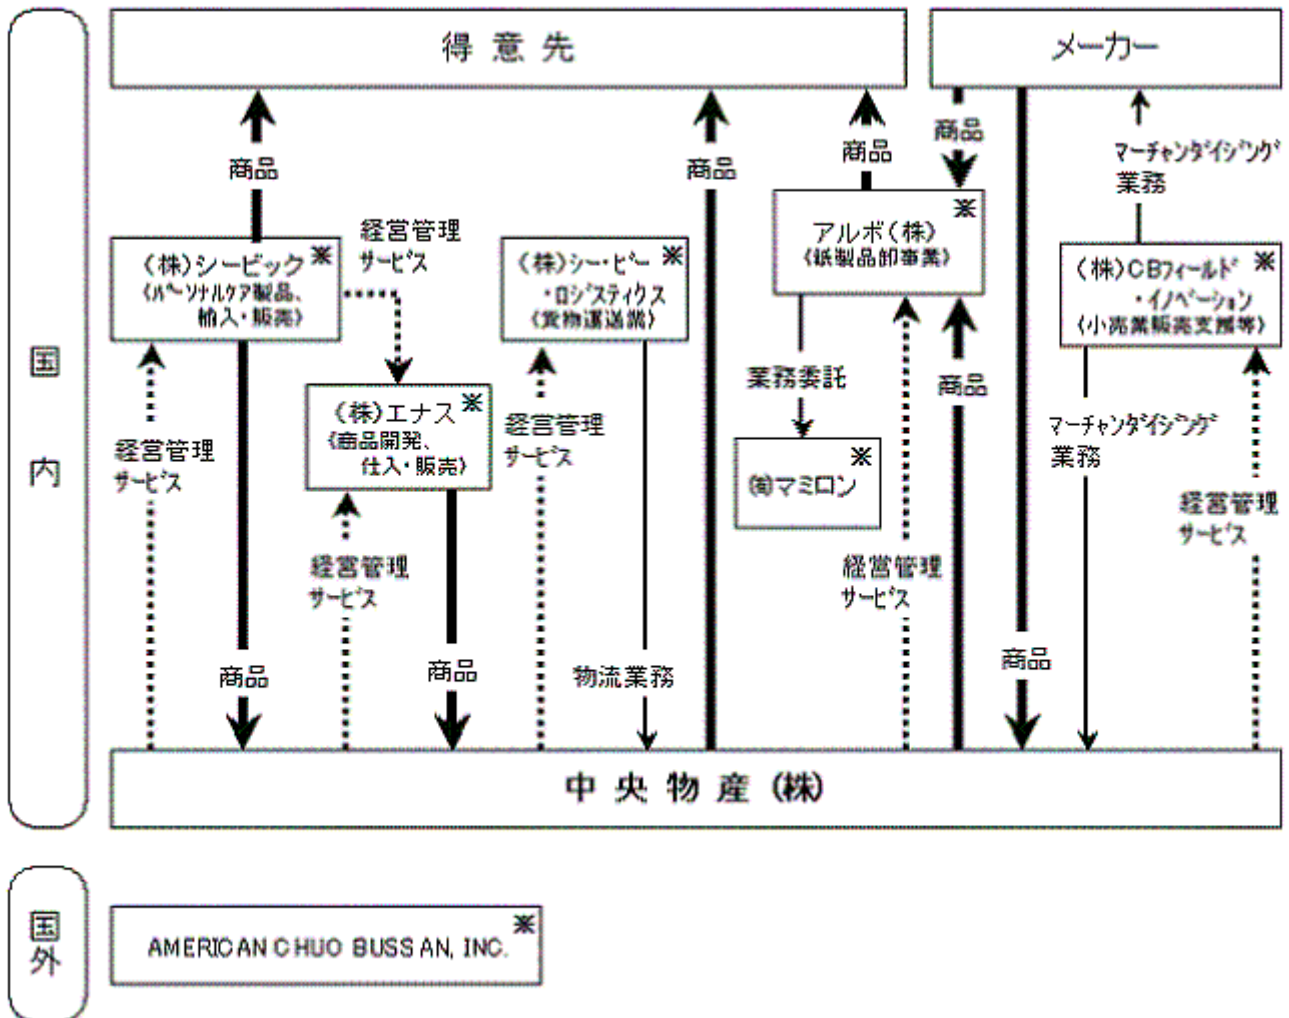 国内
得意先
メーカー
商品
商品
商品
商品
マーチャンダイジング
業務
経営管理
サービス
(株)シービック ※
《パーソナルケア製品、
輸入・販売》
(株)シー・ピー ※
・ロジスティクス
《貨物運送業》
※
アルボ(株)
《紙製品卸事業》
(株)CBフィールド ※
・イノベーション
《小売業販売支援等》
(株)エナス ※
《商品開発、
仕入・販売》
業務委託
商品
※
㈲マミロン
経営管理
サービス
経営管理
サービス
マーチャンダイジング
業務
経営管理
サービス
経営管理
サービス
経営管理
サービス
商品
商品
物流業務
商品
中央物産(株)
国外
※
AMERICAN CHUO BUSSAN, INC.